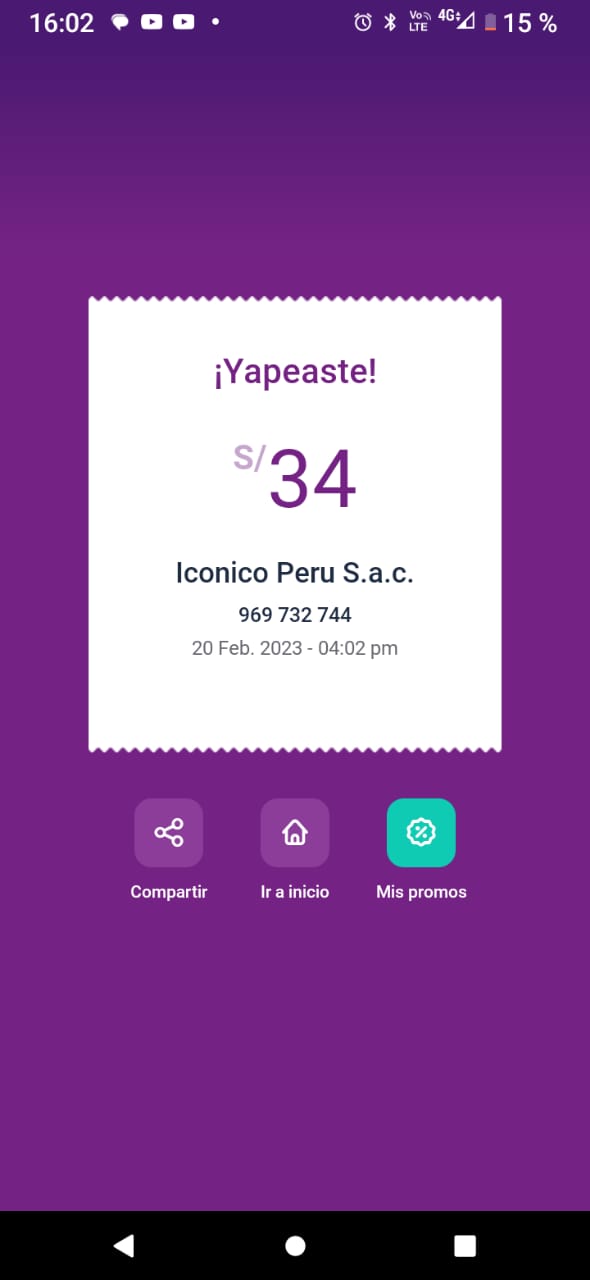 16:02
Vo LTE 4G 15 %
¡Yapeaste!
S/34
Iconico Peru S.a.c.
969 732 744
20 Feb. 2023 - 04:02 pm
Compartir Ir a inicio Mis promos